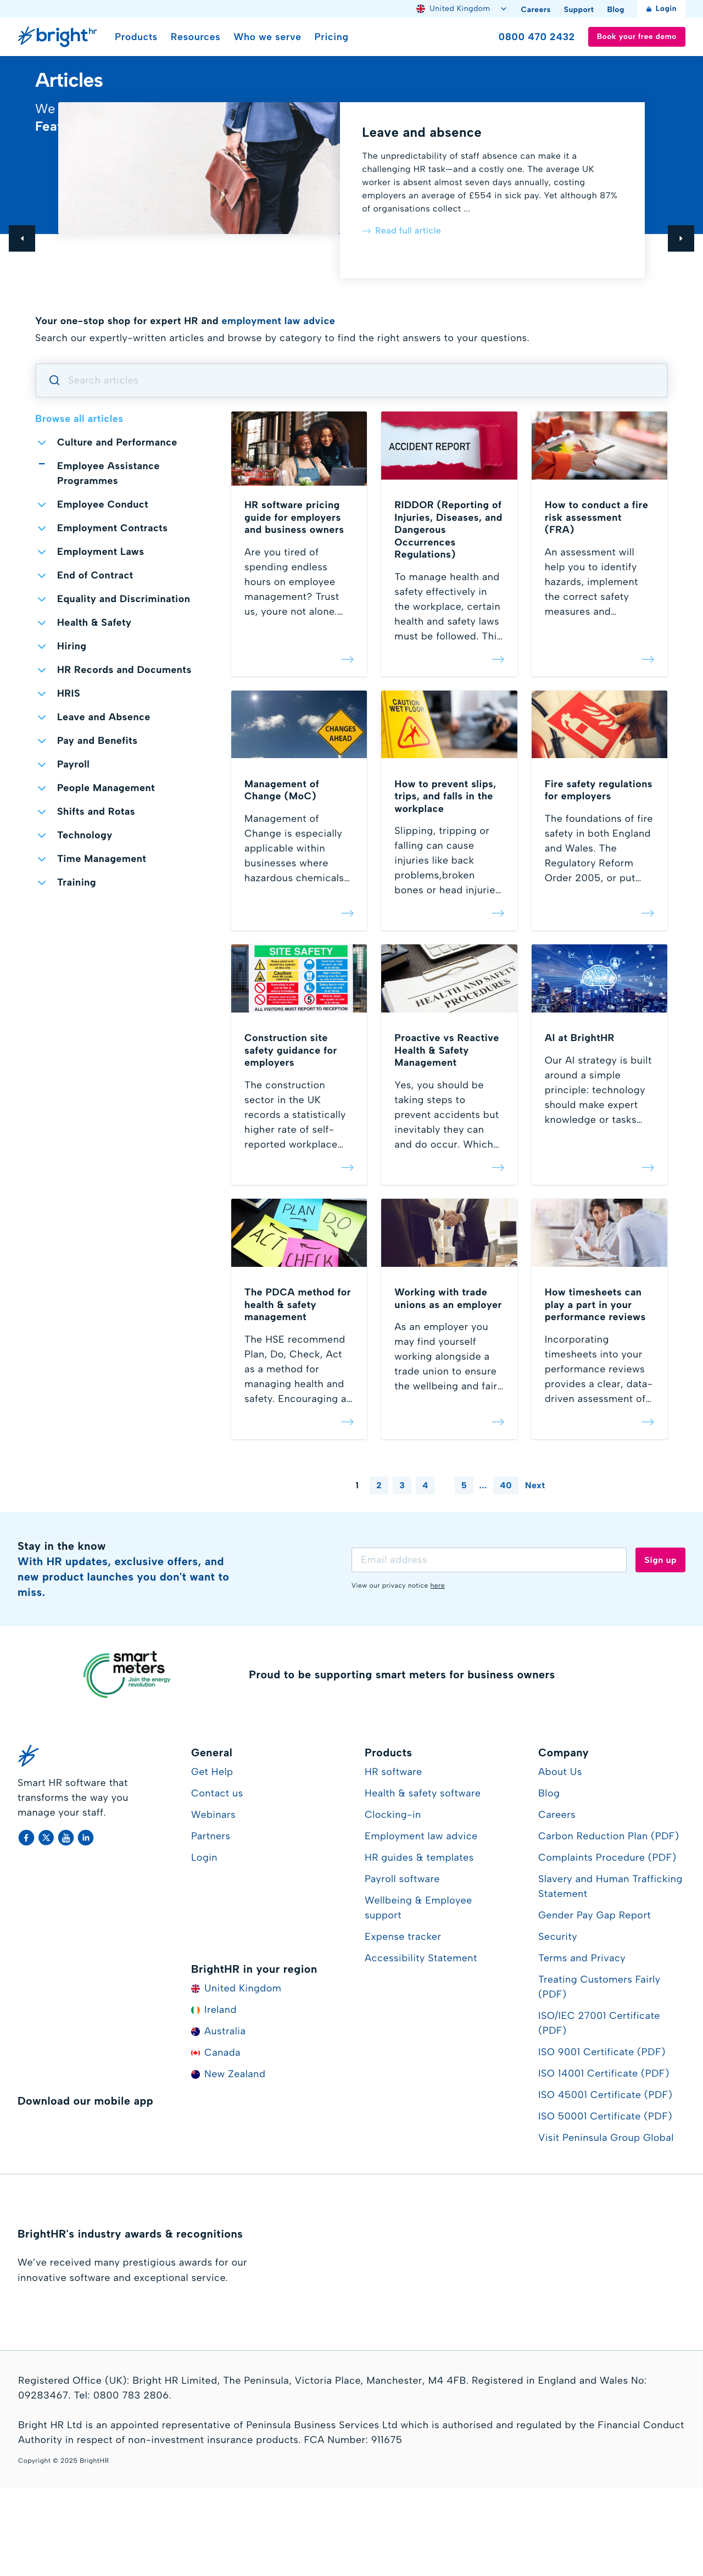 United Kingdom
Careers
Support
Blog
Login
bright hr
Products
Resources
Who we serve
Pricing
0800 470 2432
Book your free demo
Articles
We
Fea
Leave and absence
The unpredictability of staff absence can make it a
challenging HR task—and a costly one. The average UK
worker is absent almost seven days annually, costing
employers an average of £554 in sick pay. Yet although 87%
of organisations collect ...
Read full article
Your one-stop shop for expert HR and employment law advice
Search our expertly-written articles and browse by category to find the right answers to your questions.
Search articles
Browse all articles
Culture and Performance
Employee Assistance
Programmes
Employee Conduct
Employment Contracts
Employment Laws
End of Contract
Equality and Discrimination
Health & Safety
Hiring
HR Records and Documents
HRIS
Leave and Absence
Pay and Benefits
Payroll
People Management
Shifts and Rotas
Technology
Time Management
Training
HR software pricing
guide for employers
and business owners
Are you tired of
spending endless
hours on employee
management? Trust
us, youre not alone....
ACCIDENT REPORT
RIDDOR (Reporting of
Injuries, Diseases, and
Dangerous
Occurrences
Regulations)
To manage health and
safety effectively in
the workplace, certain
health and safety laws
must be followed. Thi...
How to conduct a fire
risk assessment
(FRA)
An assessment will
help you to identify
hazards, implement
the correct safety
measures and...
CHANGES
AHEAD
Management of
Change (MoC)
Management of
Change is especially
applicable within
businesses where
hazardous chemicals...
CAUTION
WET FLOOR
How to prevent slips,
trips, and falls in the
workplace
Slipping, tripping or
falling can cause
injuries like back
problems,broken
bones or head injurie...
Fire safety regulations
for employers
The foundations of fire
safety in both England
and Wales. The
Regulatory Reform
Order 2005, or put...
SITE SAFETY
ALL VISITORS MUST REPORT TO RECEPTION
Construction site
safety guidance for
employers
The construction
sector in the UK
records a statistically
higher rate of self-
reported workplace...
HEALTH AND SAFETY
PROCEDURES
Proactive vs Reactive
Health & Safety
Management
Yes, you should be
taking steps to
prevent accidents but
inevitably they can
and do occur. Which...
AI at BrightHR
Our AI strategy is built
around a simple
principle: technology
should make expert
knowledge or tasks...
PLAN
DO
ACT
CHECK
The PDCA method for
health & safety
management
The HSE recommend
Plan, Do, Check, Act
as a method for
managing health and
safety. Encouraging a...
Working with trade
unions as an employer
As an employer you
may find yourself
working alongside a
trade union to ensure
the wellbeing and fair...
How timesheets can
play a part in your
performance reviews
Incorporating
timesheets into your
performance reviews
provides a clear, data-
driven assessment of...
1 2 3 4 5 ... 40 Next
Stay in the know
With HR updates, exclusive offers, and
new product launches you don't want to
miss.
Email address
Sign up
View our privacy notice here
smart
meters
Join the energy
revolution
Proud to be supporting smart meters for business owners
Smart HR software that
transforms the way you
manage your staff.
General
Get Help
Contact us
Webinars
Partners
Login
BrightHR in your region
United Kingdom
Ireland
Australia
Canada
New Zealand
Products
HR software
Health & safety software
Clocking-in
Employment law advice
HR guides & templates
Payroll software
Wellbeing & Employee
support
Expense tracker
Accessibility Statement
Company
About Us
Blog
Careers
Carbon Reduction Plan (PDF)
Complaints Procedure (PDF)
Slavery and Human Trafficking
Statement
Gender Pay Gap Report
Security
Terms and Privacy
Treating Customers Fairly
(PDF)
ISO/IEC 27001 Certificate
(PDF)
ISO 9001 Certificate (PDF)
ISO 14001 Certificate (PDF)
ISO 45001 Certificate (PDF)
ISO 50001 Certificate (PDF)
Visit Peninsula Group Global
Download our mobile app
BrightHR's industry awards & recognitions
We've received many prestigious awards for our
innovative software and exceptional service.
Registered Office (UK): Bright HR Limited, The Peninsula, Victoria Place, Manchester, M4 4FB. Registered in England and Wales No:
09283467. Tel: 0800 783 2806.
Bright HR Ltd is an appointed representative of Peninsula Business Services Ltd which is authorised and regulated by the Financial Conduct
Authority in respect of non-investment insurance products. FCA Number: 911675
Copyright © 2025 BrightHR